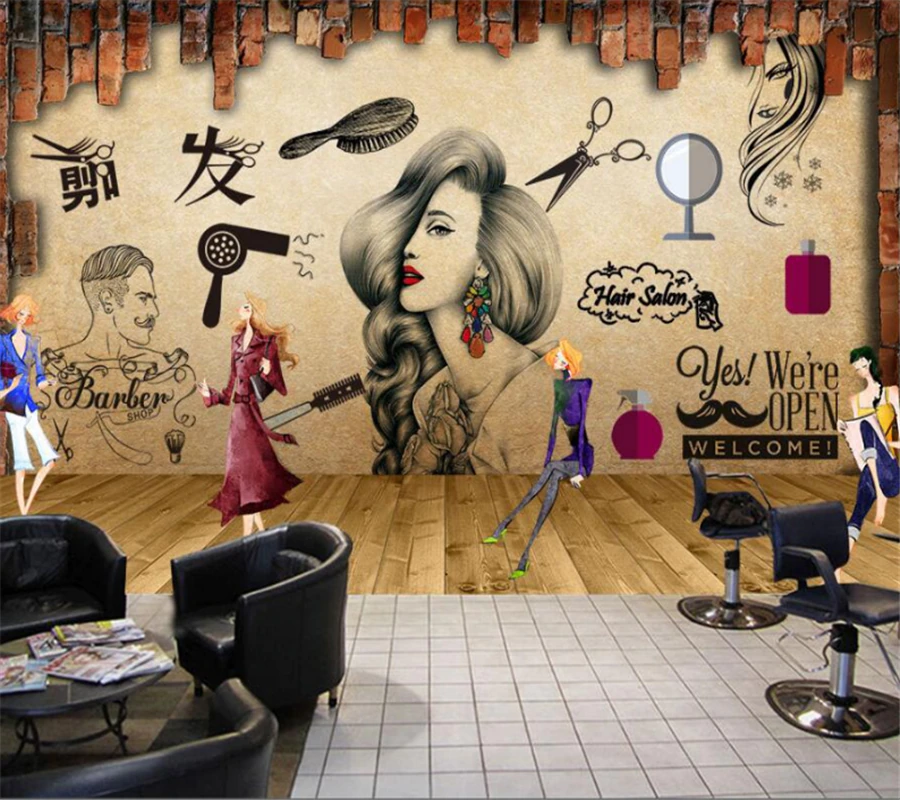 剪
发
Barber
SHOP
Hair Salon
Yes! We're
OPEN
WELCOME!